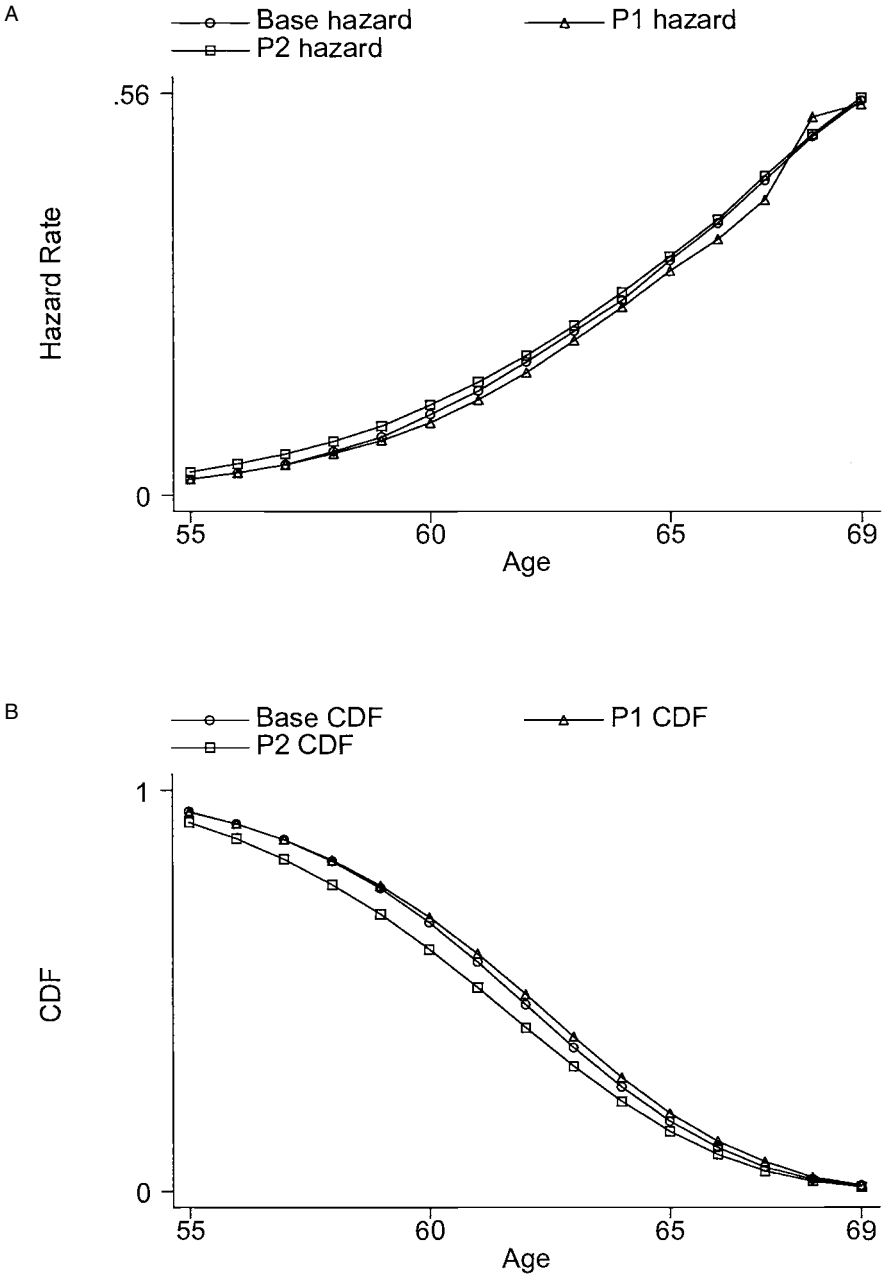 A
Base hazard
P1 hazard
P2 hazard
.56
Hazard Rate
0
55
60
65
69
Age
B
Base CDF
P1 CDF
P2 CDF
1
CDF
0
55
60
65
69
Age